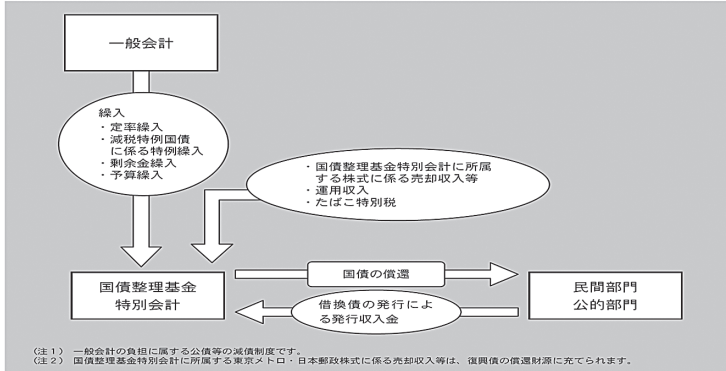 一般会計
繰入
・定率繰入
・減税特例国債
に係る特例繰入
・剰余金繰入
・予算繰入
・国債整理基金特別会計に所属
する株式に係る売却収入等
・運用収入
・たばこ特別税
国債整理基金
特別会計
国債の償還
借換債の発行によ
る発行収入金
民間部門
公的部門
(注1) 一般会計の負担に属する公債等の減債制度です。
(注2) 国債整理基金特別会計に所属する東京メトロ・日本郵政株式に係る売却収入等は、復興債の償還財源に充てられます。